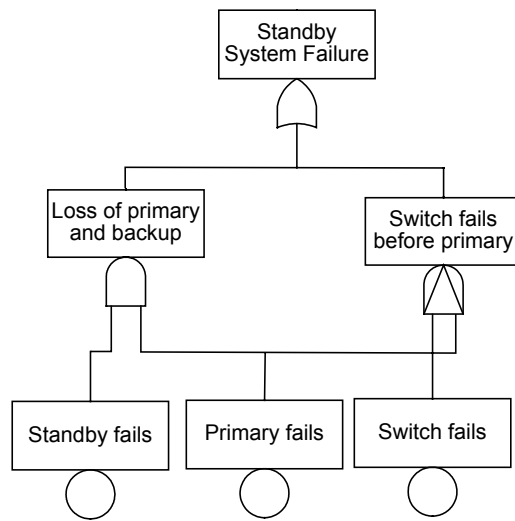 Standby
System Failure
Loss of primary
and backup
Switch fails
before primary
Standby fails
Primary fails
Switch fails